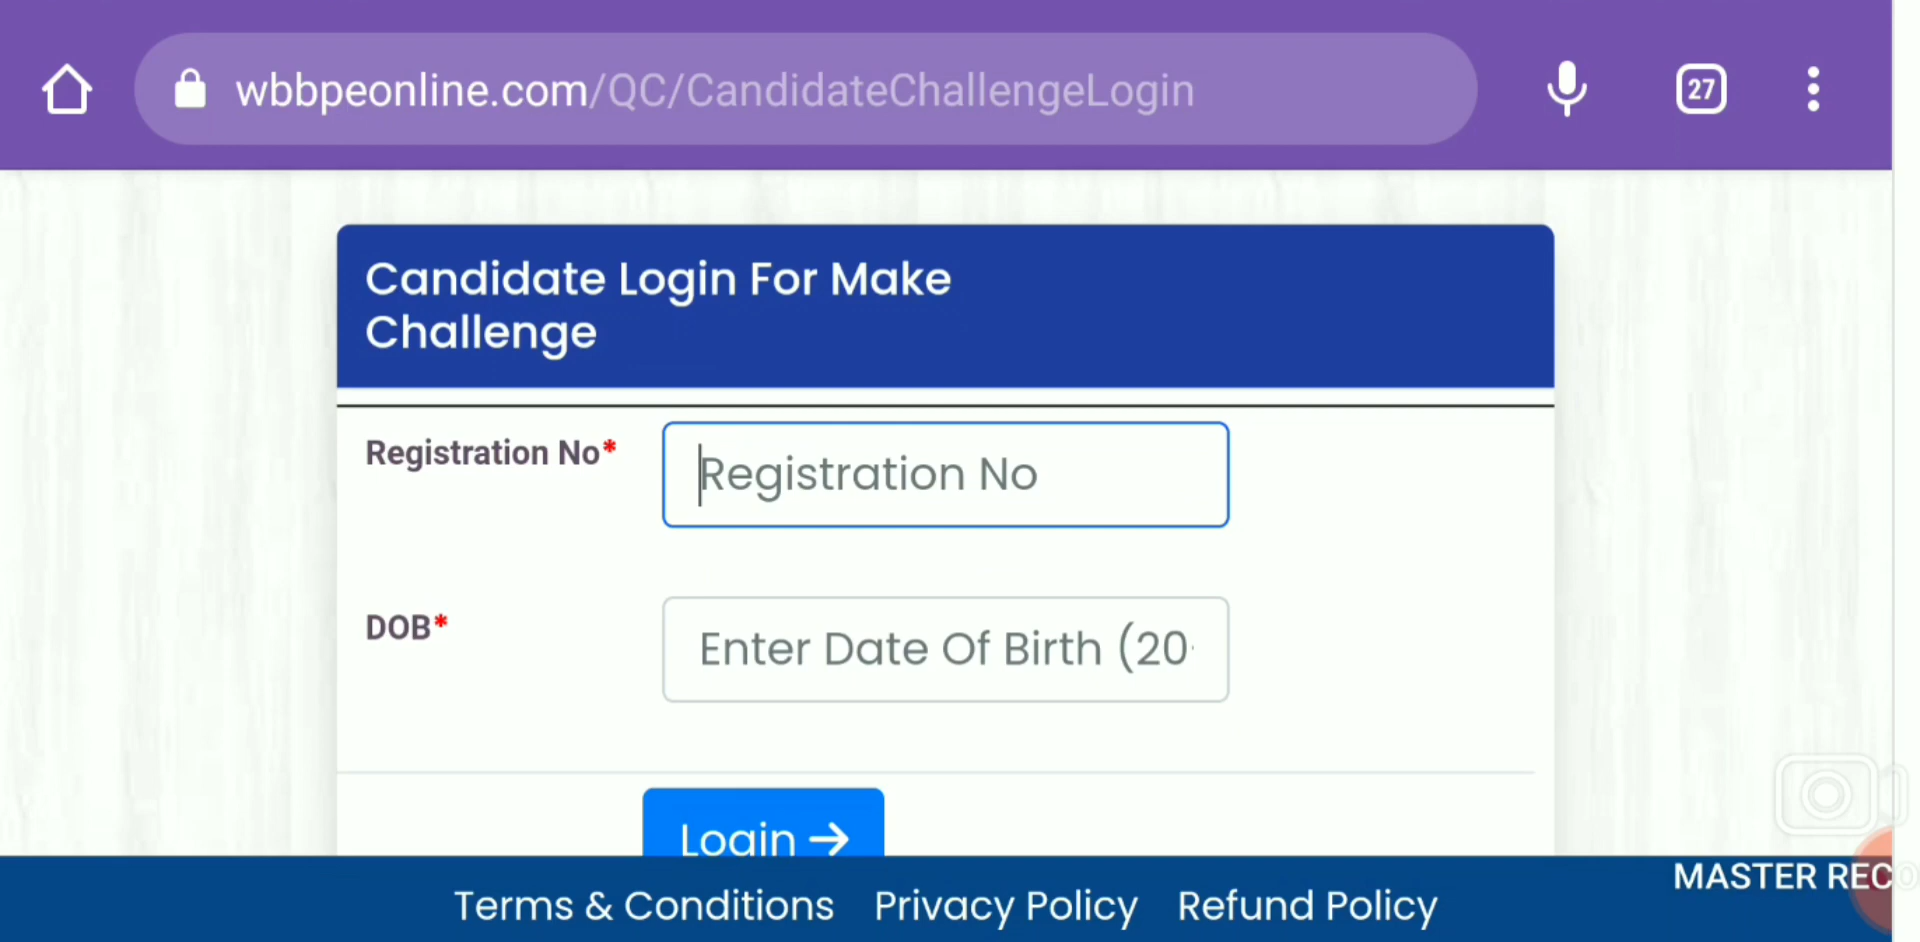 wbbpeonline.com/QC/CandidateChallengeLogin
27
Candidate Login For Make
Challenge
Registration No*
Registration No
DOB*
Enter Date Of Birth (20
Login →
Terms & Conditions Privacy Policy Refund Policy
MASTER RECO